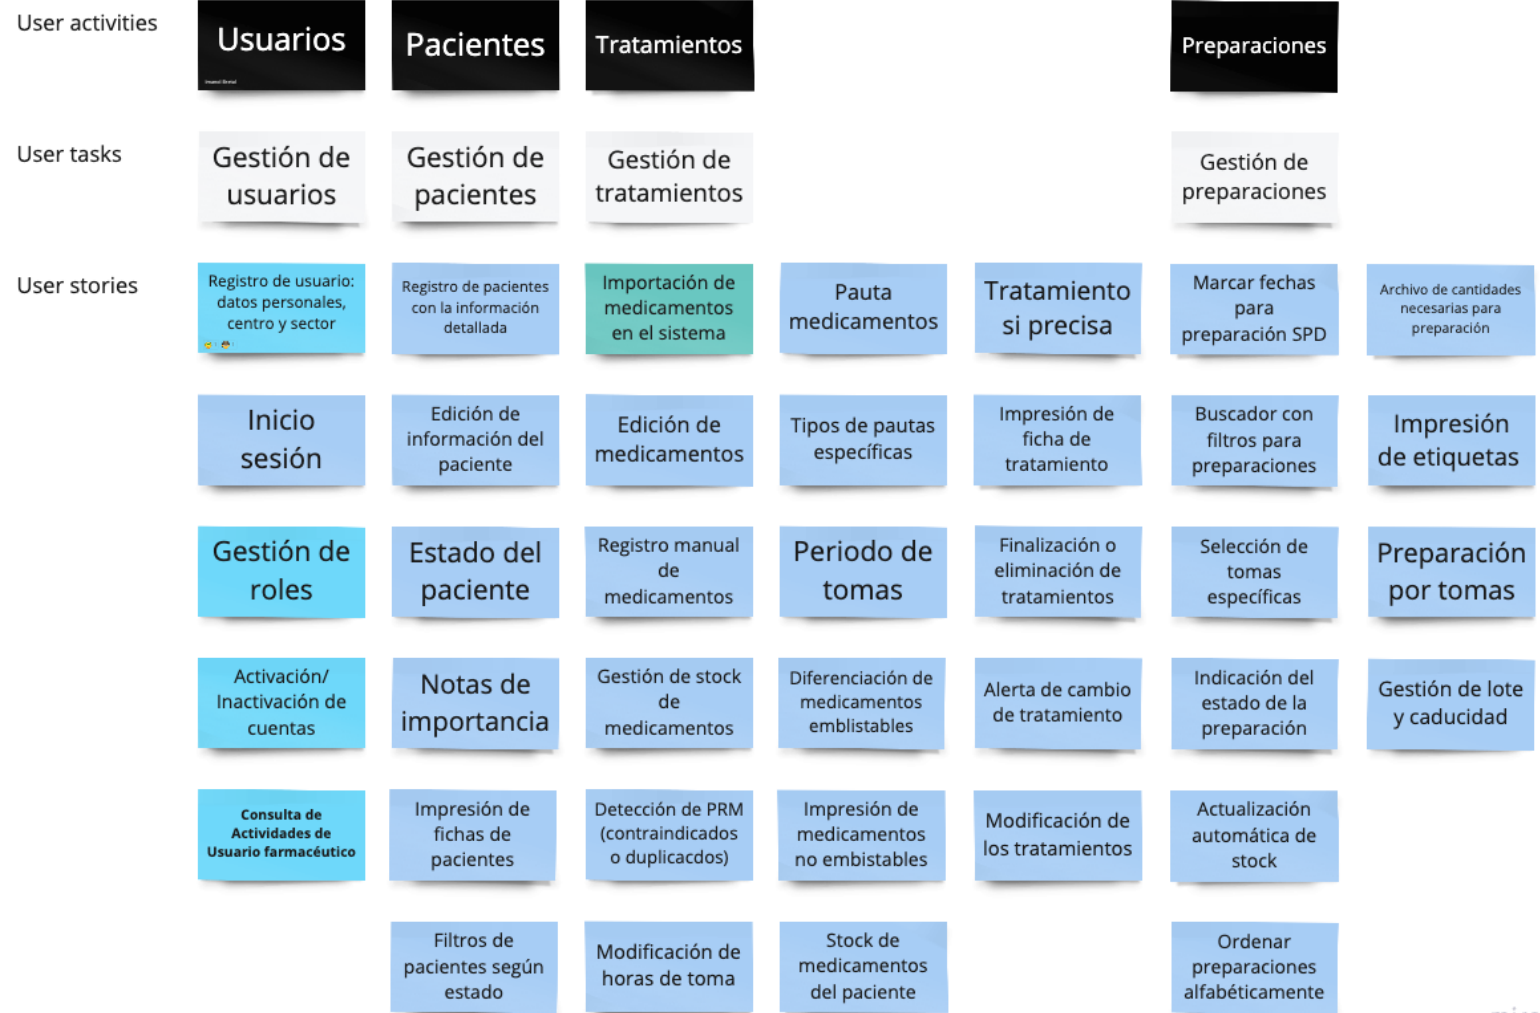 User activities
Usuarios
Pacientes
Tratamientos
Preparaciones
User tasks
Gestión de
usuarios
Gestión de
pacientes
Gestión de
tratamientos
Gestión de
preparaciones
User stories
Registro de usuario:
datos personales,
centro y sector
Registro de pacientes
con la información
detallada
Importación de
medicamentos
en el sistema
Pauta
medicamentos
Tratamiento
si precisa
Marcar fechas
para
preparación SPD
Archivo de cantidades
necesarias para
preparación
Inicio
sesión
Edición de
información del
paciente
Edición de
medicamentos
Tipos de pautas
específicas
Impresión de
ficha de
tratamiento
Buscador con
filtros para
preparaciones
Impresión
de etiquetas
Gestión de
roles
Estado del
paciente
Registro manual
de
medicamentos
Periodo de
tomas
Finalización o
eliminación de
tratamientos
Selección de
tomas
específicas
Preparación
por tomas
Activación/
Inactivación de
cuentas
Notas de
importancia
Gestión de stock
de
medicamentos
Diferenciación de
medicamentos
emblistables
Alerta de cambio
de tratamiento
Indicación del
estado de la
preparación
Gestión de lote
y caducidad
Consulta de
Actividades de
Usuario farmacéutico
Impresión de
fichas de
pacientes
Detección de PRM
(contraindicados
o duplicacdos)
Impresión de
medicamentos
no embistables
Modificación de
los tratamientos
Actualización
automática de
stock
Filtros de
pacientes según
estado
Modificación de
horas de toma
Stock de
medicamentos
del paciente
Ordenar
preparaciones
alfabéticamente